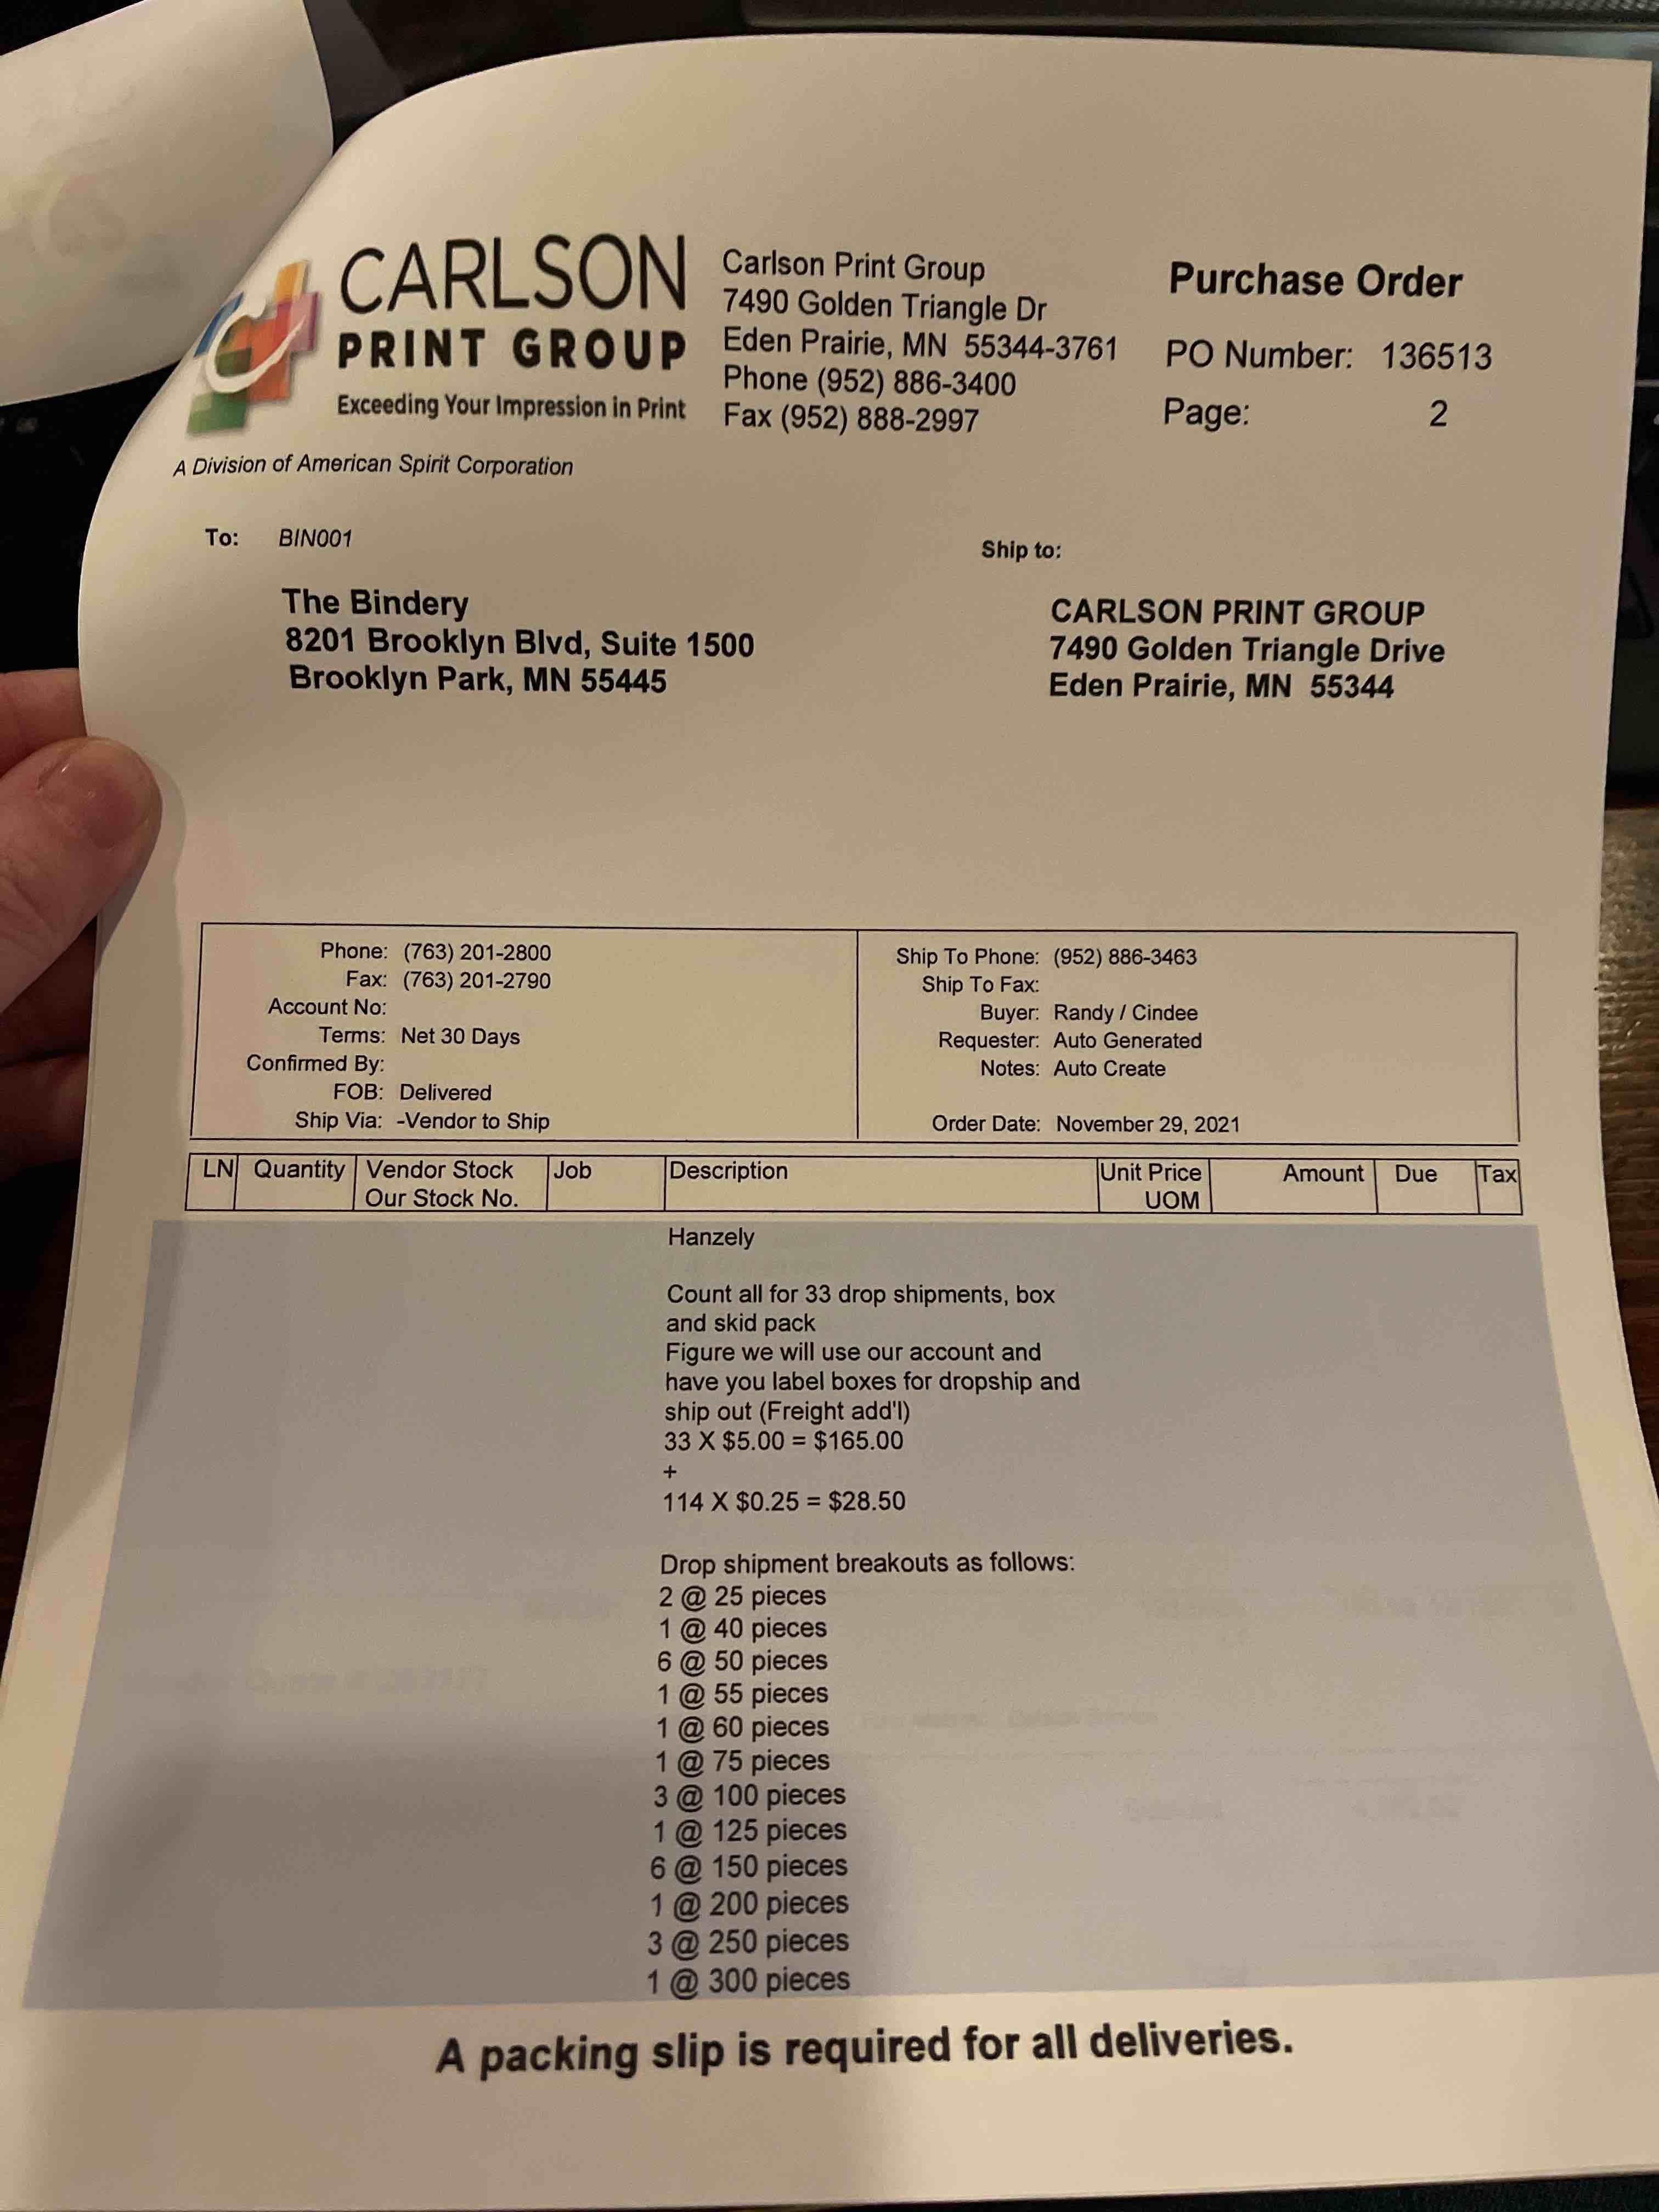 CARLSON
PRINT GROUP
Exceeding Your Impression in Print
A Division of American Spirit Corporation
Carlson Print Group
7490 Golden Triangle Dr
Eden Prairie, MN 55344-3761
Phone (952) 886-3400
Fax (952) 888-2997
Purchase Order
PO Number: 136513
Page: 2
To: BIN001
The Bindery
8201 Brooklyn Blvd, Suite 1500
Brooklyn Park, MN 55445
Ship to:
CARLSON PRINT GROUP
7490 Golden Triangle Drive
Eden Prairie, MN 55344
Phone: (763) 201-2800
Fax: (763) 201-2790
Account No:
Terms: Net 30 Days
Confirmed By:
FOB: Delivered
Ship Via: -Vendor to Ship
Ship To Phone: (952) 886-3463
Ship To Fax:
Buyer: Randy / Cindee
Requester: Auto Generated
Notes: Auto Create
Order Date: November 29, 2021
LN Quantity Vendor Stock Job Description Unit Price Amount Due Tax
Our Stock No. UOM
Hanzely
Count all for 33 drop shipments, box
and skid pack
Figure we will use our account and
have you label boxes for dropship and
ship out (Freight add'l)
33 X $5.00 = $165.00
+
114 X $0.25 = $28.50
Drop shipment breakouts as follows:
2 @ 25 pieces
1 @ 40 pieces
6 @ 50 pieces
1 @ 55 pieces
1 @ 60 pieces
1 @ 75 pieces
3 @ 100 pieces
1 @ 125 pieces
6 @ 150 pieces
1 @ 200 pieces
3 @ 250 pieces
1 @ 300 pieces
A packing slip is required for all deliveries.